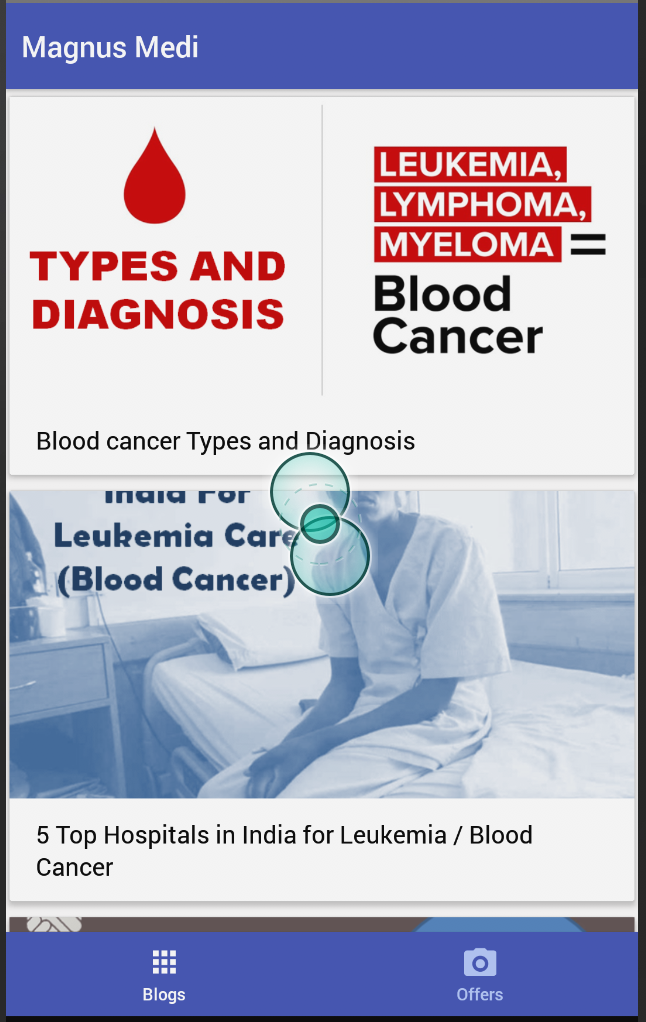 Magnus Medi
TYPES AND
DIAGNOSIS
LEUKEMIA,
LYMPHOMA,
MYELOMA =
Blood
Cancer
Blood cancer Types and Diagnosis
India For
Leukemia Care
(Blood Cancer)
5 Top Hospitals in India for Leukemia / Blood
Cancer
Blogs
Offers